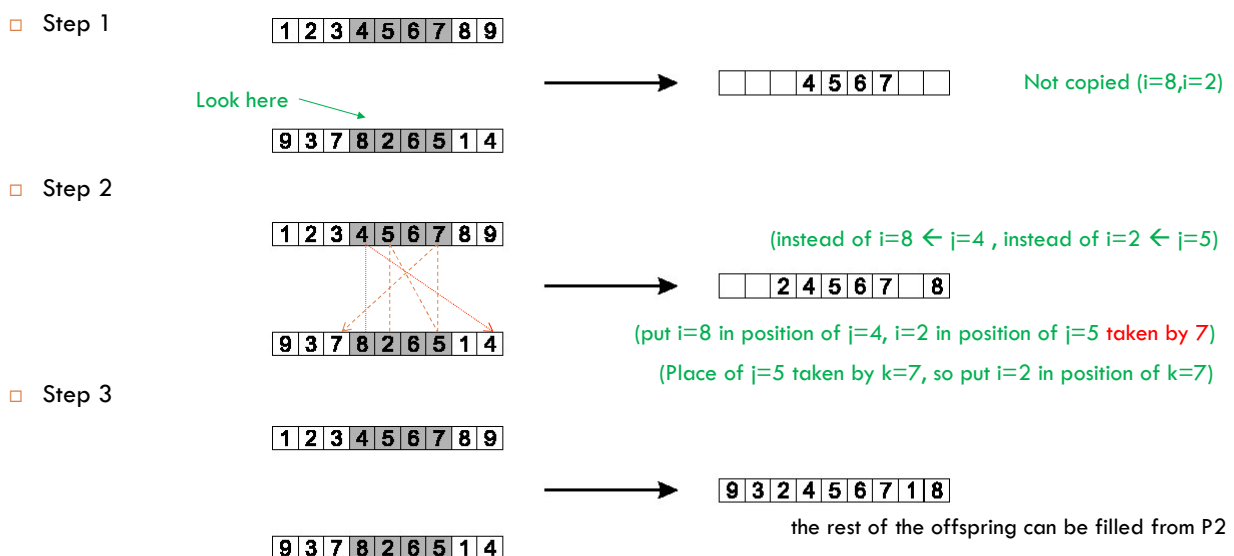 Step 1
1 2 3 4 5 6 7 8 9
4 5 6 7
Not copied (i=8,i=2)
Look here
9 3 7 8 2 6 5 1 4
Step 2
1 2 3 4 5 6 7 8 9
(instead of i=8 ← j=4 , instead of i=2 ← j=5)
2 4 5 6 7 8
(put i=8 in position of j=4, i=2 in position of j=5 taken by 7)
9 3 7 8 2 6 5 1 4
(Place of j=5 taken by k=7, so put i=2 in position of k=7)
Step 3
1 2 3 4 5 6 7 8 9
9 3 2 4 5 6 7 1 8
the rest of the offspring can be filled from P2
9 3 7 8 2 6 5 1 4